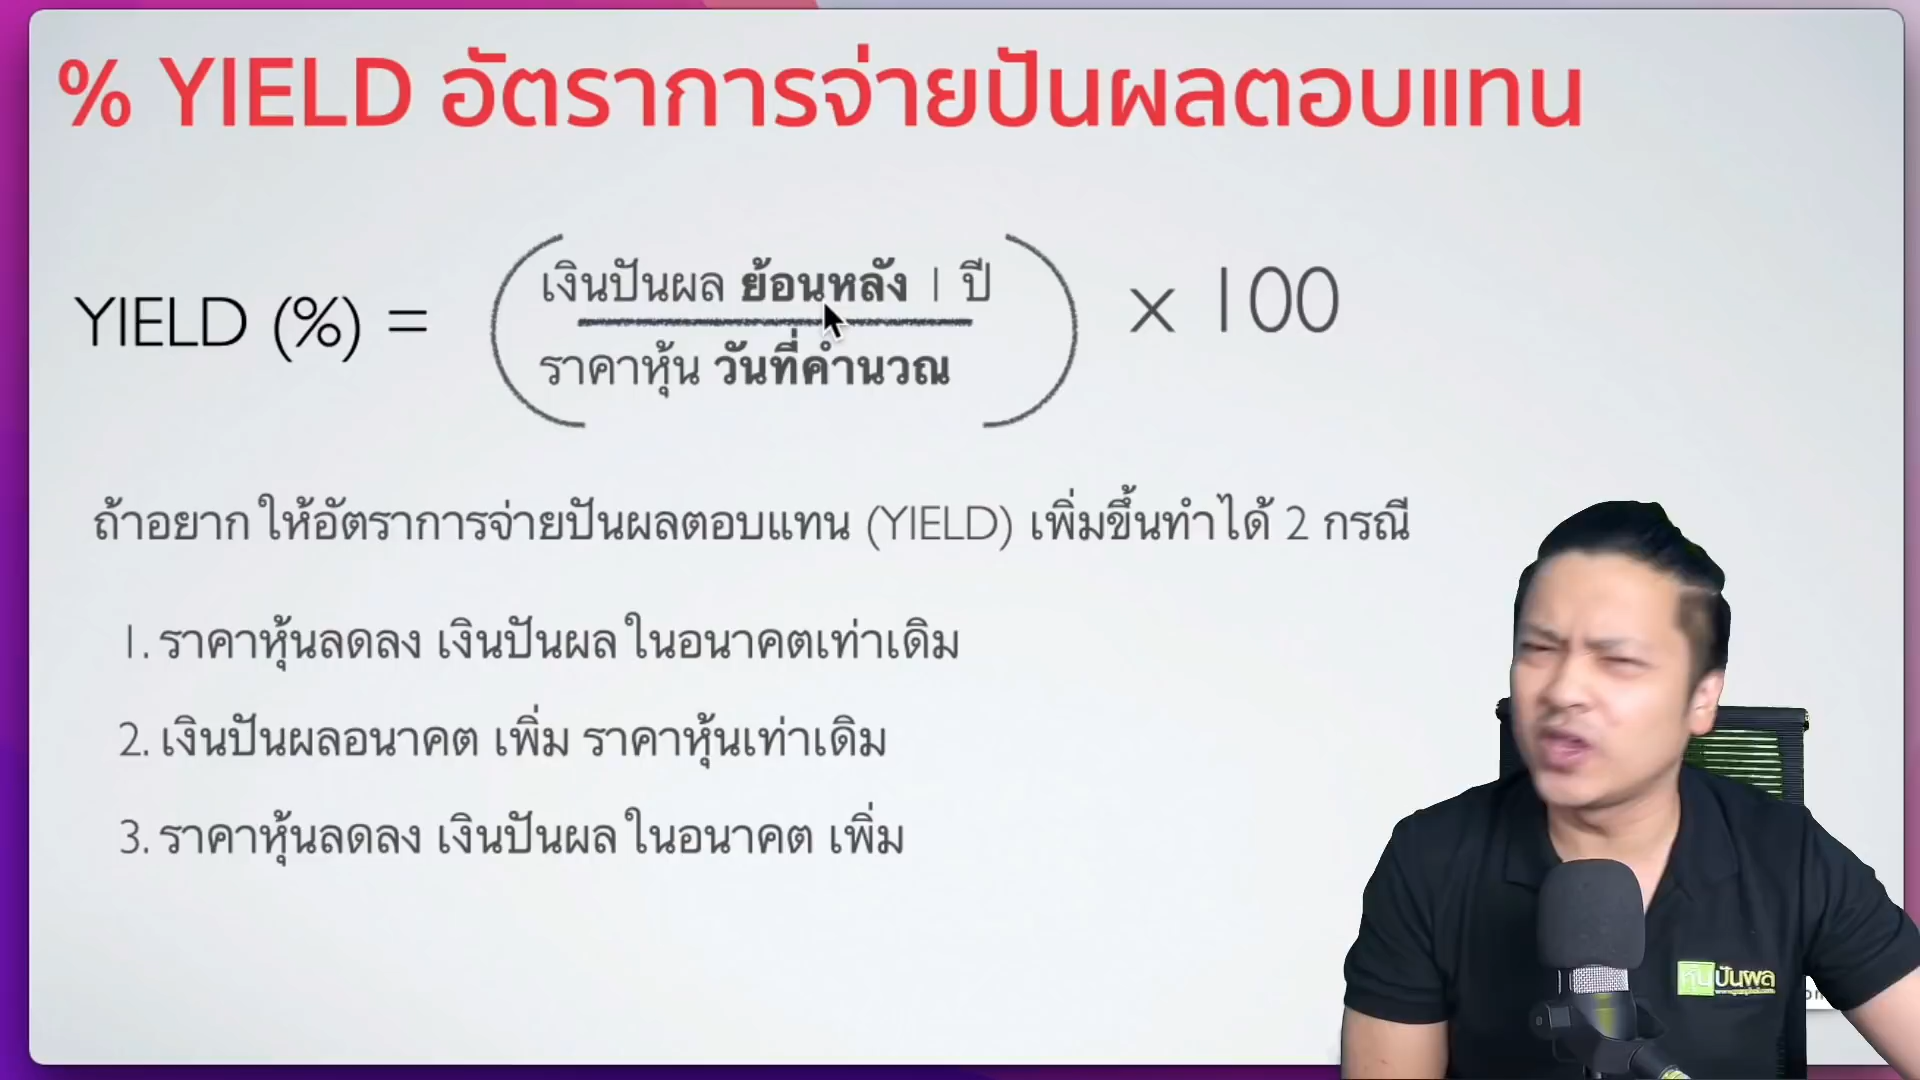 % YIELD อัตราการจ่ายปันผลตอบแทน
YIELD (%) =
เงินปันผล ย้อนหลัง 1 ปี
ราคาหุ้น วันที่คำนวณ
x 100
ถ้าอยากให้อัตราการจ่ายปันผลตอบแทน (YIELD) เพิ่มขึ้นทำได้ 2 กรณี
1. ราคาหุ้นลดลง เงินปันผลในอนาคตเท่าเดิม
2. เงินปันผลอนาคต เพิ่ม ราคาหุ้นเท่าเดิม
3. ราคาหุ้นลดลง เงินปันผลในอนาคต เพิ่ม
หุ้นปันผล